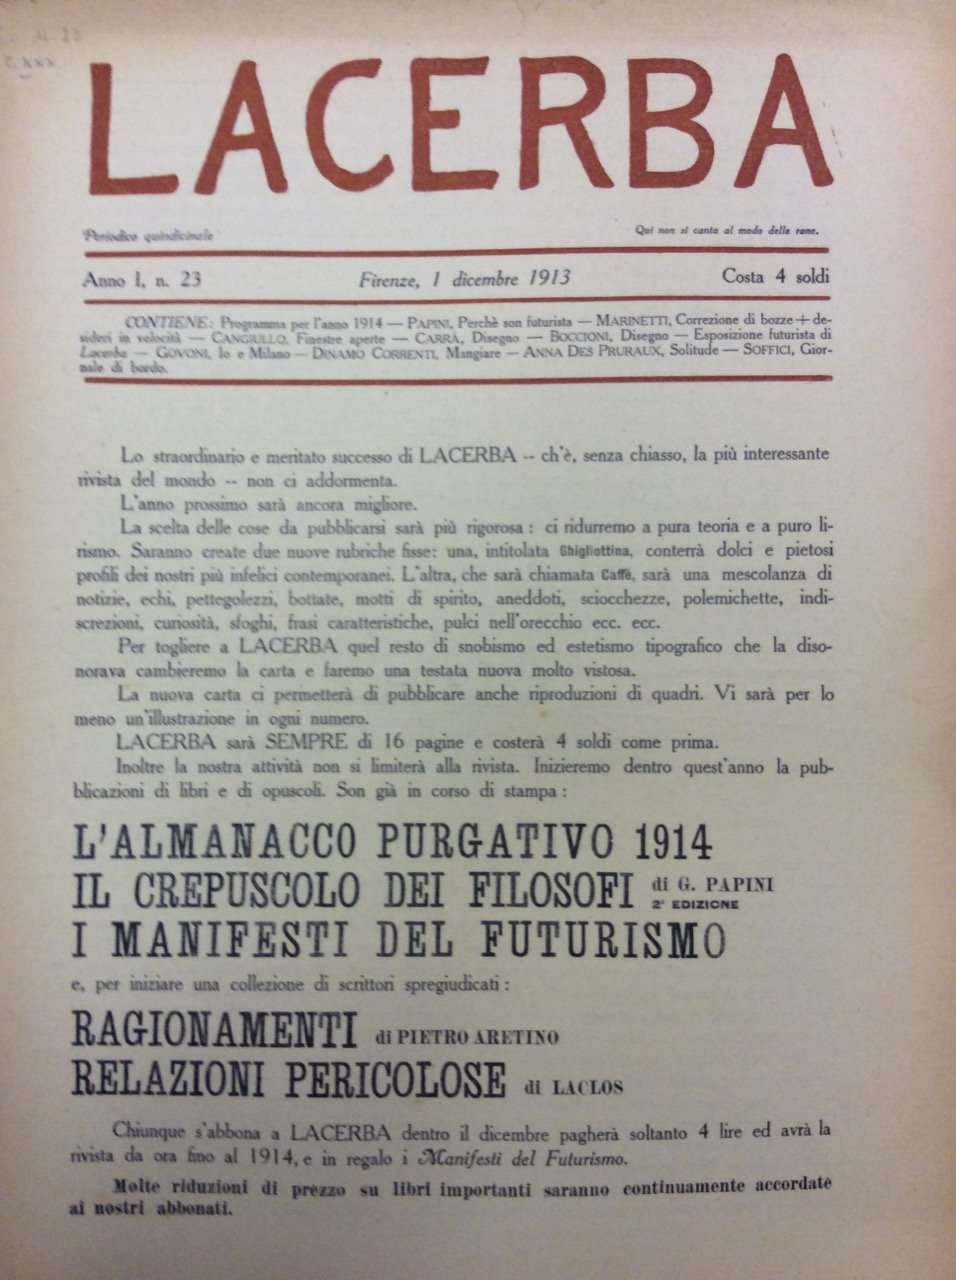 LACERBA
Periodico quindicinale
Qui non si canta al modo delle rane.
Anno I, n. 23
Firenze, 1 dicembre 1913
Costa 4 soldi
CONTIENE: Programma per l'anno 1914 — PAPINI, Perchè son futurista — MARINETTI, Correzione di bozze + de-
sideri in velocità — CANGIULLO, Finestre aperte — CARRÀ, Disegno — BOCCIONI, Disegno — Esposizione futurista di
Lacerba — GOVONI, Io e Milano — DINAMO CORRENTI, Mangiare — ANNA DES PRURAUX, Solitude — SOFFICI, Gior-
nale di bordo.
Lo straordinario e meritato successo di LACERBA -- ch'è, senza chiasso, la più interessante
rivista del mondo -- non ci addormenta.
L'anno prossimo sarà ancora migliore.
La scelta delle cose da pubblicarsi sarà più rigorosa : ci ridurremo a pura teoria e a puro li-
rismo. Saranno create due nuove rubriche fisse: una, intitolata Ghigliottina, conterrà dolci e pietosi
profili dei nostri più infelici contemporanei. L'altra, che sarà chiamata Caffè, sarà una mescolanza di
notizie, echi, pettegolezzi, bottate, motti di spirito, aneddoti, sciocchezze, polemichette, indi-
screzioni, curiosità, sfoghi, frasi caratteristiche, pulci nell'orecchio ecc. ecc.
Per togliere a LACERBA quel resto di snobismo ed estetismo tipografico che la diso-
norava cambieremo la carta e faremo una testata nuova molto vistosa.
La nuova carta ci permetterà di pubblicare anche riproduzioni di quadri. Vi sarà per lo
meno un'illustrazione in ogni numero.
LACERBA sarà SEMPRE di 16 pagine e costerà 4 soldi come prima.
Inoltre la nostra attività non si limiterà alla rivista. Inizieremo dentro quest'anno la pub-
blicazioni di libri e di opuscoli. Son già in corso di stampa :
L'ALMANACCO PURGATIVO 1914
IL CREPUSCOLO DEI FILOSOFI di G. PAPINI
2ª EDIZIONE
I MANIFESTI DEL FUTURISMO
e, per iniziare una collezione di scrittori spregiudicati :
RAGIONAMENTI di PIETRO ARETINO
RELAZIONI PERICOLOSE di LACLOS
Chiunque s'abbona a LACERBA dentro il dicembre pagherà soltanto 4 lire ed avrà la
rivista da ora fino al 1914, e in regalo i Manifesti del Futurismo.
Molte riduzioni di prezzo su libri importanti saranno continuamente accordate
ai nostri abbonati.